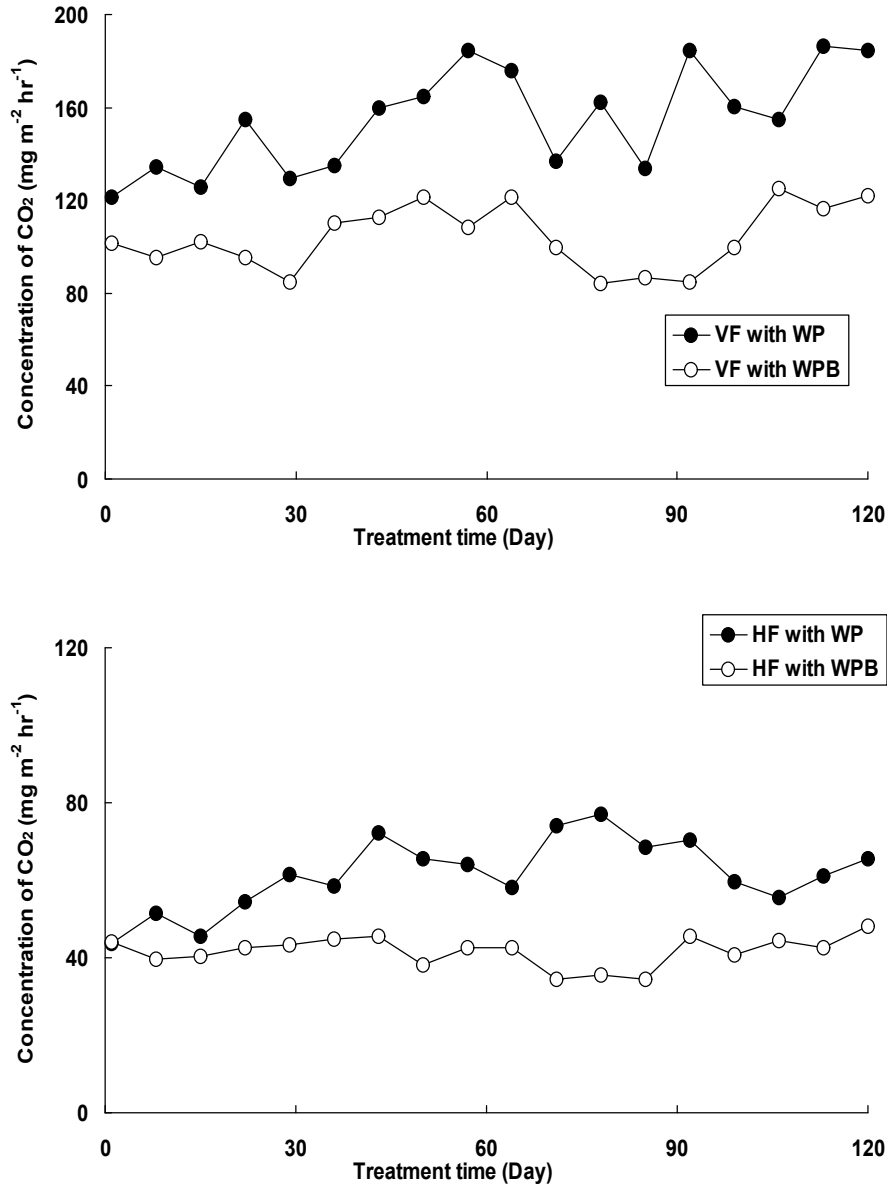 Concentration of CO₂ (mg m⁻² hr⁻¹)
200
160
120
80
40
0
VF with WP
VF with WPB
0 30 60 90 120
Treatment time (Day)
Concentration of CO₂ (mg m⁻² hr⁻¹)
HF with WP
HF with WPB
120
80
40
0
0 30 60 90 120
Treatment time (Day)